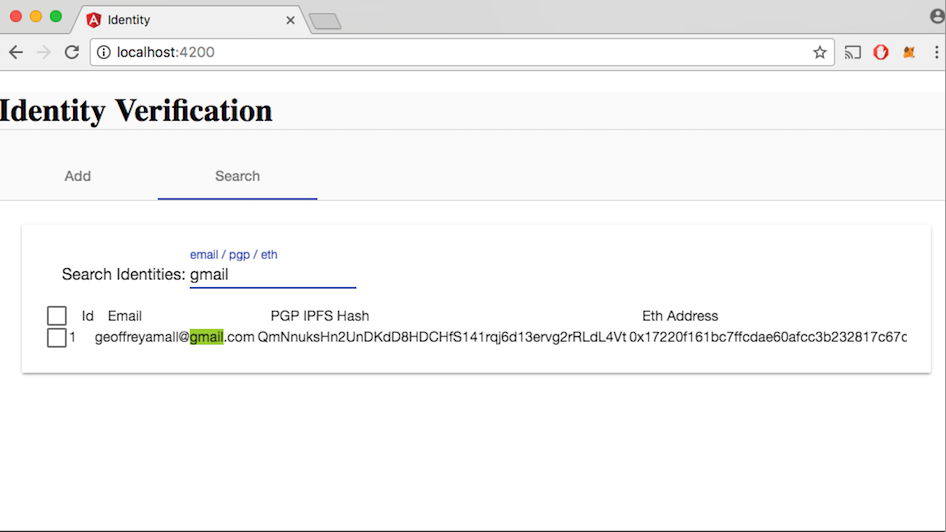 Identity
localhost:4200
Identity Verification
Add Search
email / pgp / eth
Search Identities: gmail
Id Email PGP IPFS Hash Eth Address
1 geoffreyamall@gmail.com QmNnuksHn2UnDKdD8HDCHfS141rqj6d13ervg2rRLdL4Vt 0x17220f161bc7ffcdae60afcc3b232817c67c